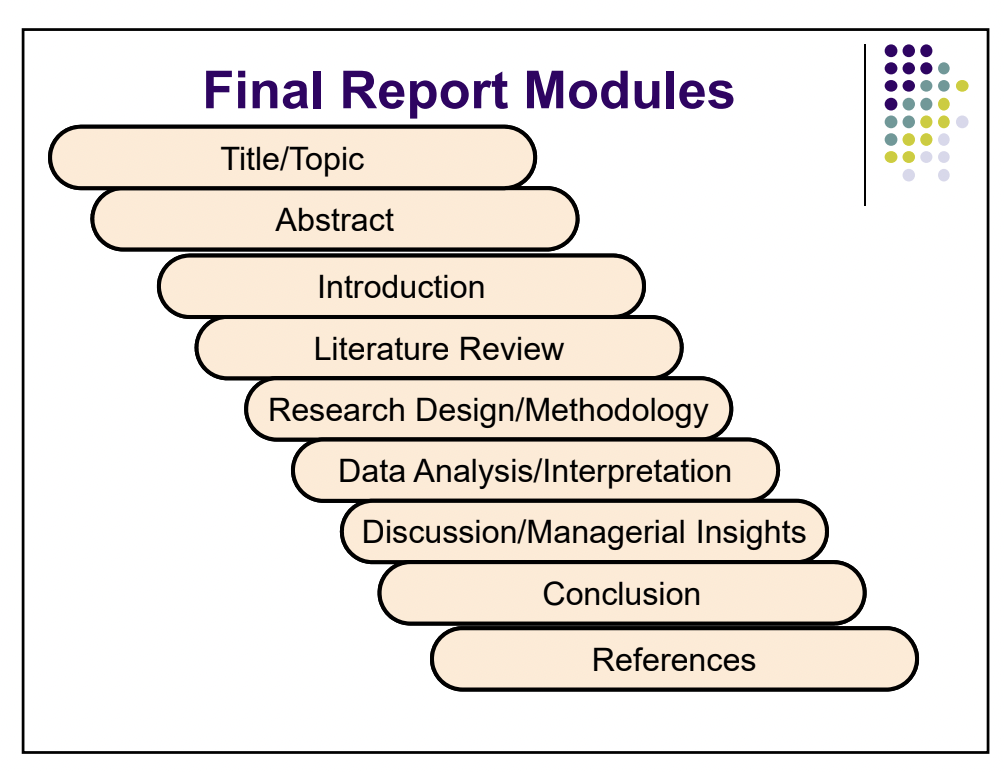 Final Report Modules
Title/Topic
Abstract
Introduction
Literature Review
Research Design/Methodology
Data Analysis/Interpretation
Discussion/Managerial Insights
Conclusion
References